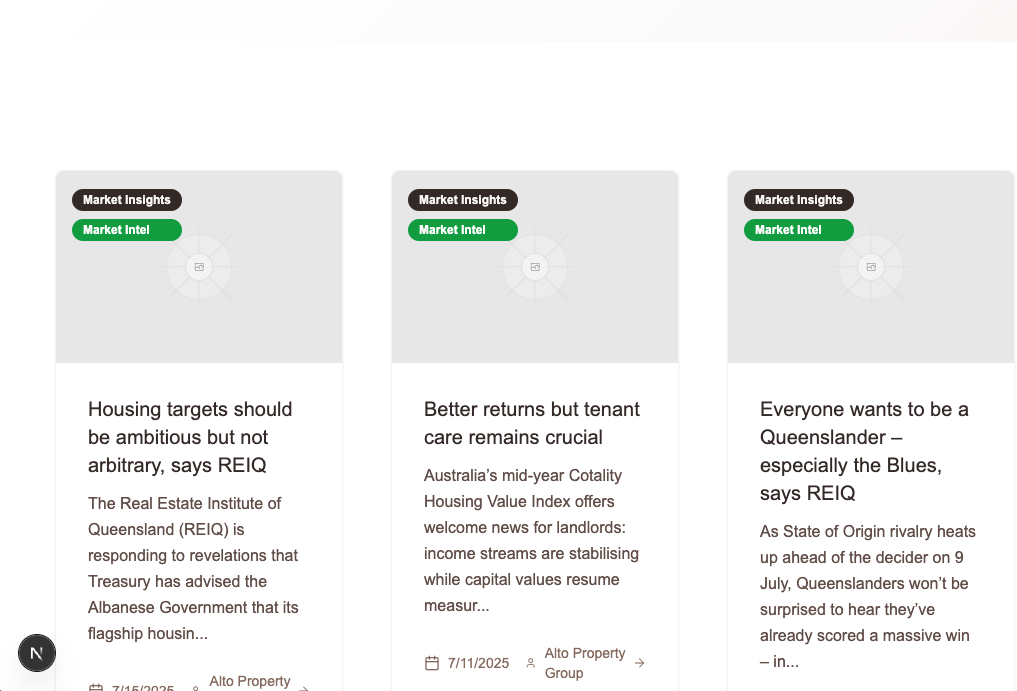 Market Insights
Market Intel
Housing targets should
be ambitious but not
arbitrary, says REIQ
The Real Estate Institute of
Queensland (REIQ) is
responding to revelations that
Treasury has advised the
Albanese Government that its
flagship housin...
7/15/2025
Alto Property
Market Insights
Market Intel
Better returns but tenant
care remains crucial
Australia’s mid-year Cotality
Housing Value Index offers
welcome news for landlords:
income streams are stabilising
while capital values resume
measur...
7/11/2025
Alto Property
Group
Market Insights
Market Intel
Everyone wants to be a
Queenslander –
especially the Blues,
says REIQ
As State of Origin rivalry heats
up ahead of the decider on 9
July, Queenslanders won’t be
surprised to hear they’ve
already scored a massive win
– in...
N